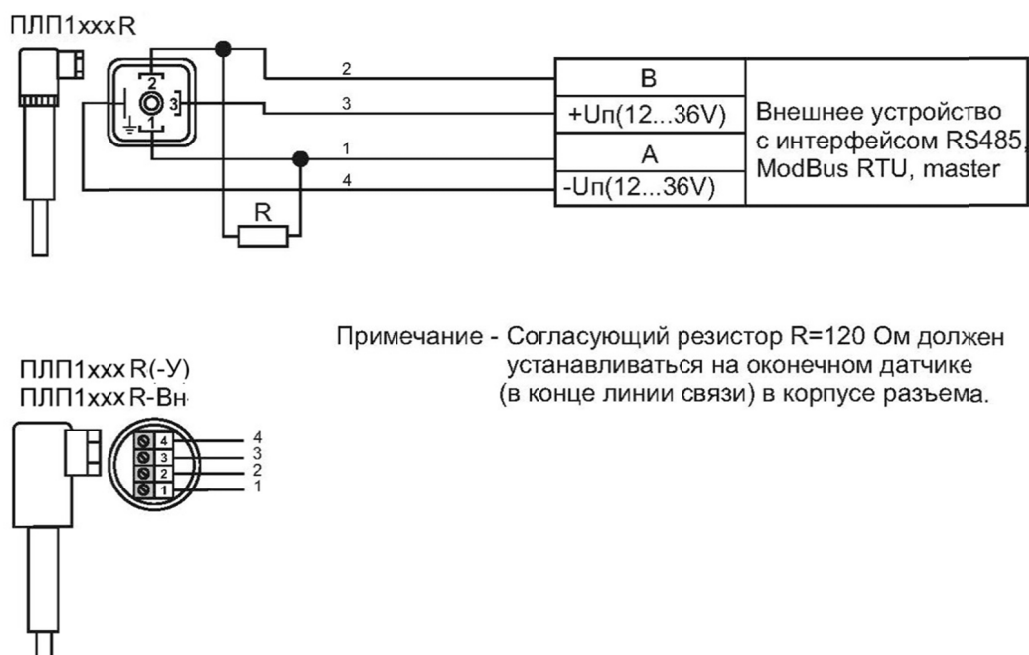 ПЛП1xxxR
2
3
1
2
3
1
4
R
B
+Uп(12...36V)
A
-Uп(12...36V)
Внешнее устройство
с интерфейсом RS485,
ModBus RTU, master
Примечание - Согласующий резистор R=120 Ом должен
устанавливаться на оконечном датчике
(в конце линии связи) в корпусе разъема.
ПЛП1xxxR(-У)
ПЛП1xxxR-Вн
4
3
2
1
4
3
2
1